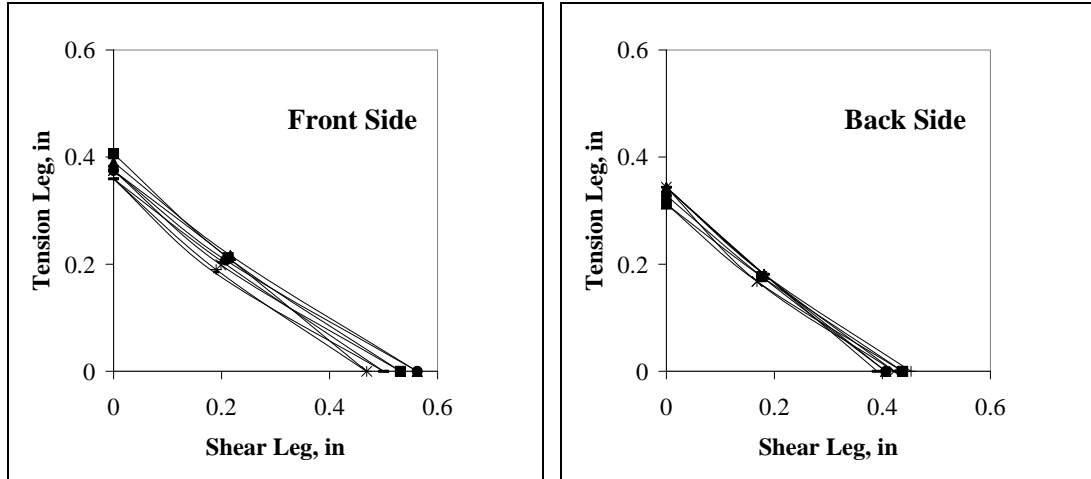 Front Side
Tension Leg, in
0.6
0.4
0.2
0
0 0.2 0.4 0.6
Shear Leg, in
Back Side
Tension Leg, in
0.6
0.4
0.2
0
0 0.2 0.4 0.6
Shear Leg, in